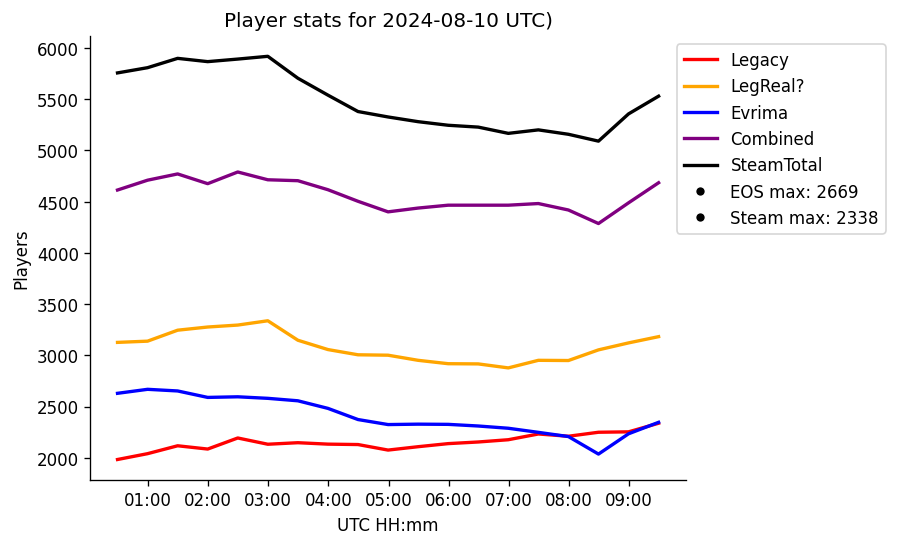 Player stats for 2024-08-10 UTC)
6000
5500
5000
4500
4000
3500
3000
2500
2000
Players
01:00 02:00 03:00 04:00 05:00 06:00 07:00 08:00 09:00
UTC HH:mm
Legacy
LegReal?
Evrima
Combined
SteamTotal
EOS max: 2669
Steam max: 2338